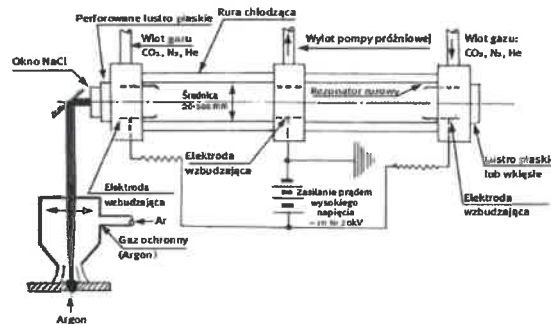 Rura chłodząca
Perforowane lustro płaskie
Wlot gazu
CO₂, N₂, He
Wylot pompy próżniowej
Wlot gazu:
CO₂, N₂, He
Okno NaCl
Średnica
Rezonator rurowy
Elektroda
wzbudzająca
Lustro płaskie
lub wklęsłe
Elektroda
wzbudzająca
Zasilanie prądem
wysokiego
napięcia
Elektroda
wzbudzająca
Ar
Gaz ochronny
(Argon)
Argon